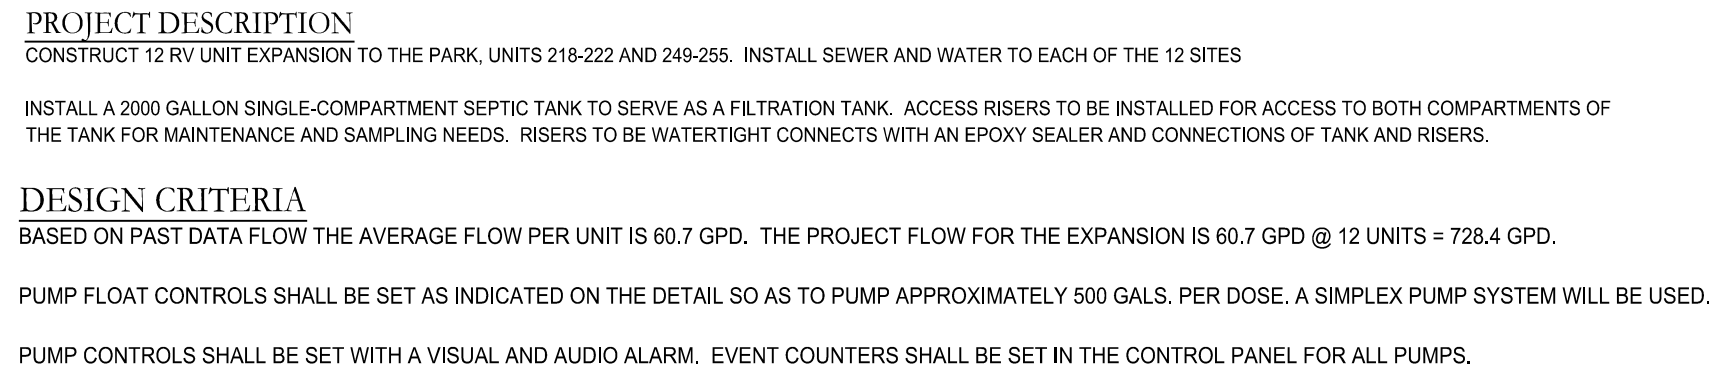 PROJECT DESCRIPTION
CONSTRUCT 12 RV UNIT EXPANSION TO THE PARK, UNITS 218-222 AND 249-255. INSTALL SEWER AND WATER TO EACH OF THE 12 SITES
INSTALL A 2000 GALLON SINGLE-COMPARTMENT SEPTIC TANK TO SERVE AS A FILTRATION TANK. ACCESS RISERS TO BE INSTALLED FOR ACCESS TO BOTH COMPARTMENTS OF
THE TANK FOR MAINTENANCE AND SAMPLING NEEDS. RISERS TO BE WATERTIGHT CONNECTS WITH AN EPOXY SEALER AND CONNECTIONS OF TANK AND RISERS.
DESIGN CRITERIA
BASED ON PAST DATA FLOW THE AVERAGE FLOW PER UNIT IS 60.7 GPD. THE PROJECT FLOW FOR THE EXPANSION IS 60.7 GPD @ 12 UNITS = 728.4 GPD.
PUMP FLOAT CONTROLS SHALL BE SET AS INDICATED ON THE DETAIL SO AS TO PUMP APPROXIMATELY 500 GALS. PER DOSE. A SIMPLEX PUMP SYSTEM WILL BE USED.
PUMP CONTROLS SHALL BE SET WITH A VISUAL AND AUDIO ALARM. EVENT COUNTERS SHALL BE SET IN THE CONTROL PANEL FOR ALL PUMPS.